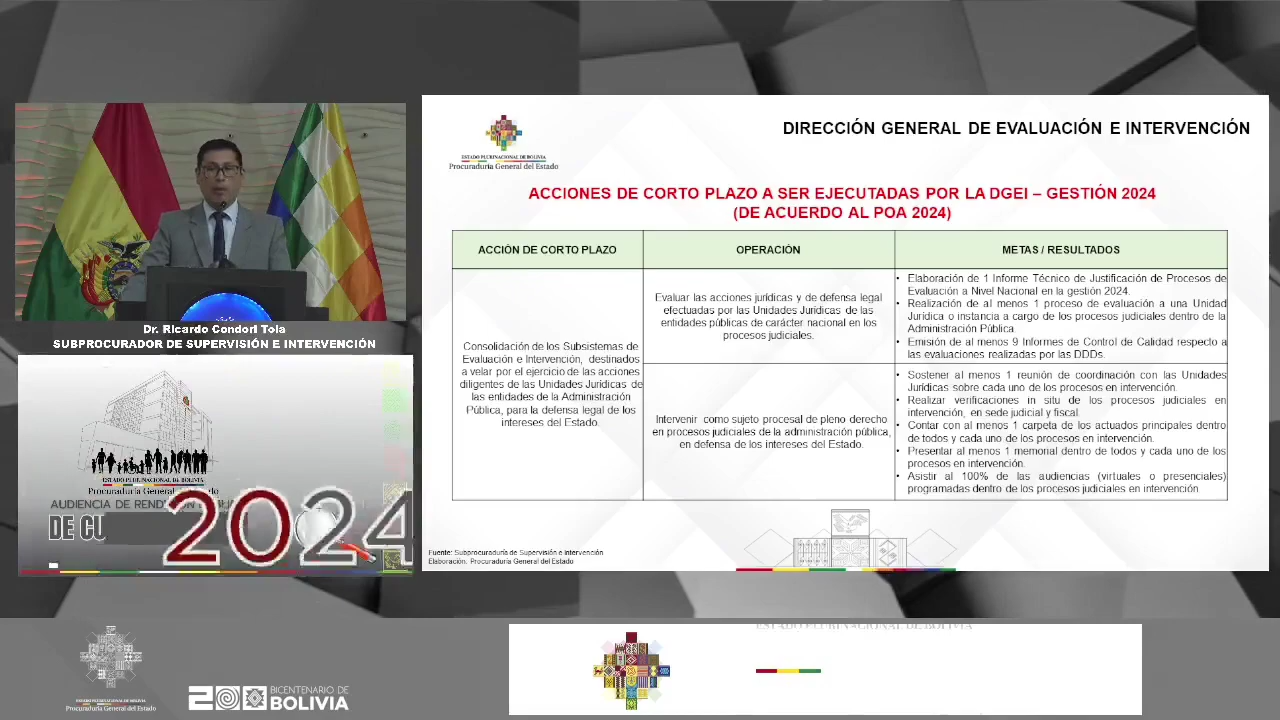 Dr. Ricardo Condori Tola
SUBPROCURADOR DE SUPERVISIÓN E INTERVENCIÓN
ESTADO PLURINACIONAL DE BOLIVIA
Procuraduría General del Estado
AUDIENCIA DE RENDICIÓN
DE CU
2024
ESTADO PLURINACIONAL DE BOLIVIA
Procuraduría General del Estado
DIRECCIÓN GENERAL DE EVALUACIÓN E INTERVENCIÓN
ACCIONES DE CORTO PLAZO A SER EJECUTADAS POR LA DGEI – GESTIÓN 2024
(DE ACUERDO AL POA 2024)
ACCIÓN DE CORTO PLAZO
OPERACIÓN
METAS / RESULTADOS
Consolidación de los Subsistemas de
Evaluación e Intervención, destinados
a velar por el ejercicio de las acciones
diligentes de las Unidades Jurídicas de
las entidades de la Administración
Pública, para la defensa legal de los
intereses del Estado.
Evaluar las acciones jurídicas y de defensa legal
efectuadas por las Unidades Jurídicas de las
entidades públicas de carácter nacional en los
procesos judiciales.
• Elaboración de 1 Informe Técnico de Justificación de Procesos de
Evaluación a Nivel Nacional en la gestión 2024.
• Realización de al menos 1 proceso de evaluación a una Unidad
Jurídica o instancia a cargo de los procesos judiciales dentro de la
Administración Pública.
• Emisión de al menos 9 Informes de Control de Calidad respecto a
las evaluaciones realizadas por las DDDs.
Intervenir como sujeto procesal de pleno derecho
en procesos judiciales de la administración pública,
en defensa de los intereses del Estado.
• Sostener al menos 1 reunión de coordinación con las Unidades
Jurídicas sobre cada uno de los procesos en intervención.
• Realizar verificaciones in situ de los procesos judiciales en
intervención, en sede judicial y fiscal.
• Contar con al menos 1 carpeta de los actuados principales dentro
de todos y cada uno de los procesos en intervención.
• Presentar al menos 1 memorial dentro de todos y cada uno de los
procesos en intervención.
• Asistir al 100% de las audiencias (virtuales o presenciales)
programadas dentro de los procesos judiciales en intervención
Fuente: Subprocuraduría de Supervisión e Intervención
Elaboración: Procuraduría General del Estado
ESTADO PLURINACIONAL DE BOLIVIA
Procuraduría General del Estado
200 BICENTENARIO DE
BOLIVIA
ESTADO PLURINACIONAL DE BOLIVIA